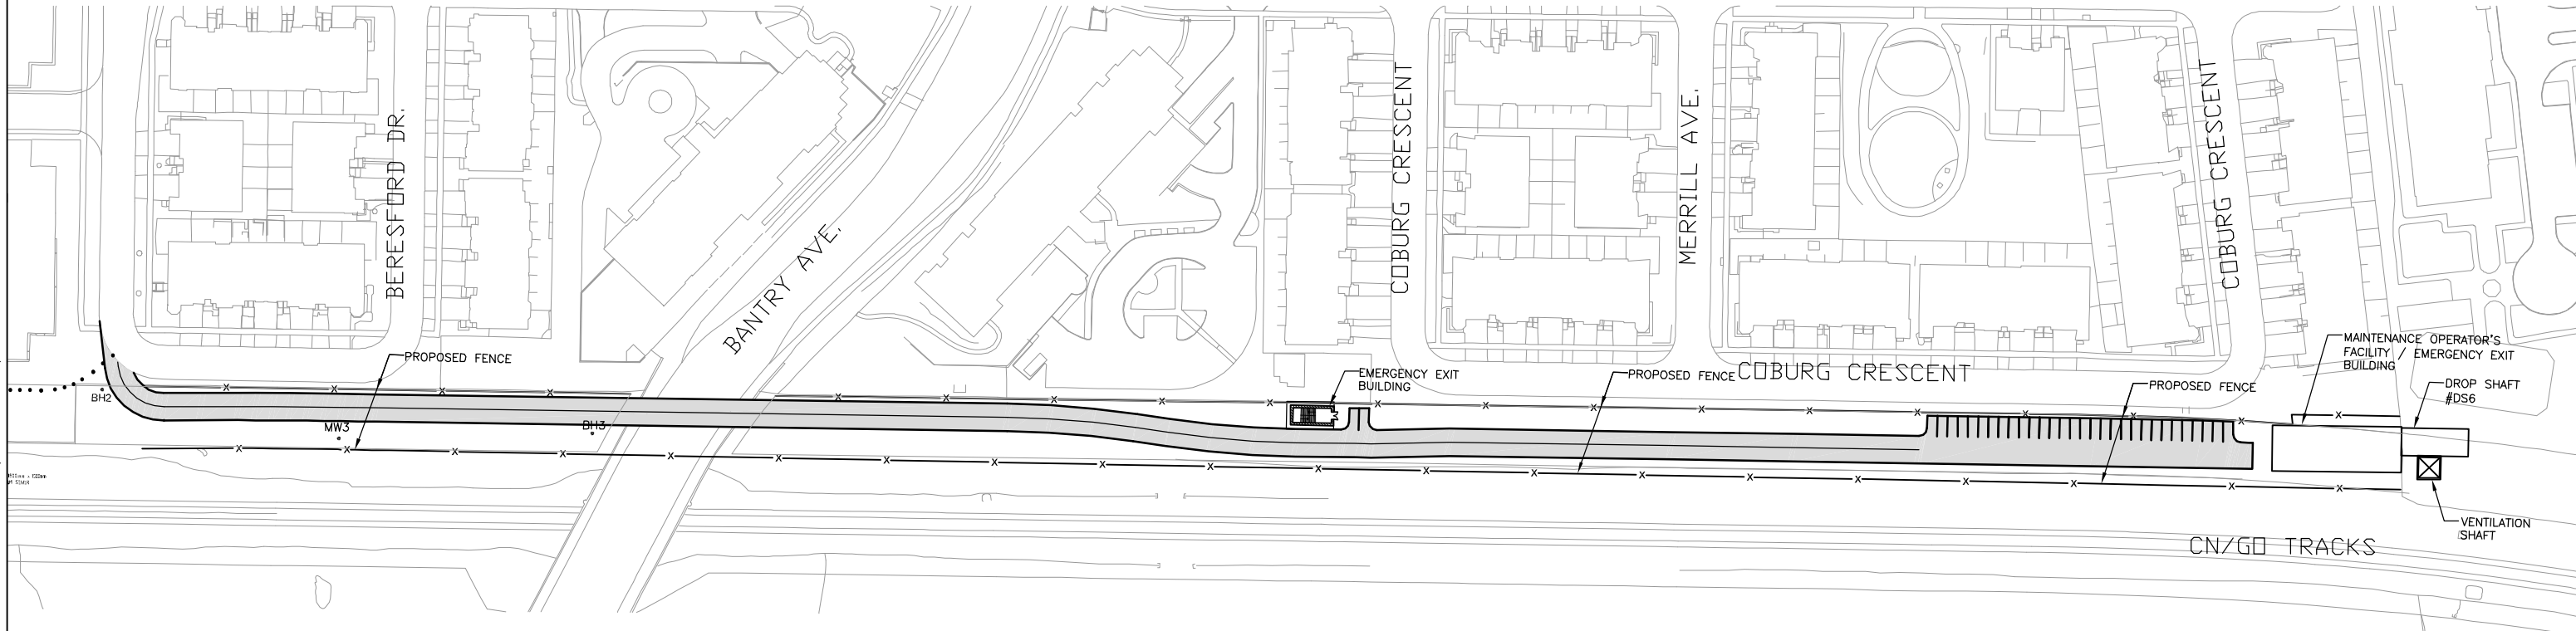 BERESFORD DR.
BANTRY AVE.
COBURG CRESCENT
MERRILL AVE.
COBURG CRESCENT
PROPOSED FENCE
EMERGENCY EXIT
BUILDING
PROPOSED FENCE
COBURG CRESCENT
PROPOSED FENCE
MAINTENANCE OPERATOR'S
FACILITY / EMERGENCY EXIT
BUILDING
DROP SHAFT
#DS6
BH2
MW3
BH3
VENTILATION
SHAFT
CN/GO TRACKS